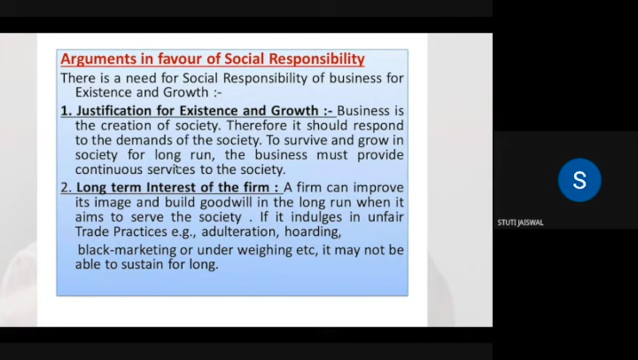 Arguments in favour of Social Responsibility
There is a need for Social Responsibility of business for
Existence and Growth :-
1. Justification for Existence and Growth :- Business is
the creation of society. Therefore it should respond
to the demands of the society. To survive and grow in
society for long run, the business must provide
continuous services to the society.
2. Long term Interest of the firm : A firm can improve
its image and build goodwill in the long run when it
aims to serve the society . If it indulges in unfair
Trade Practices e.g., adulteration, hoarding,
black-marketing or under weighing etc, it may not be
able to sustain for long.
S
STUTI JAISWAL